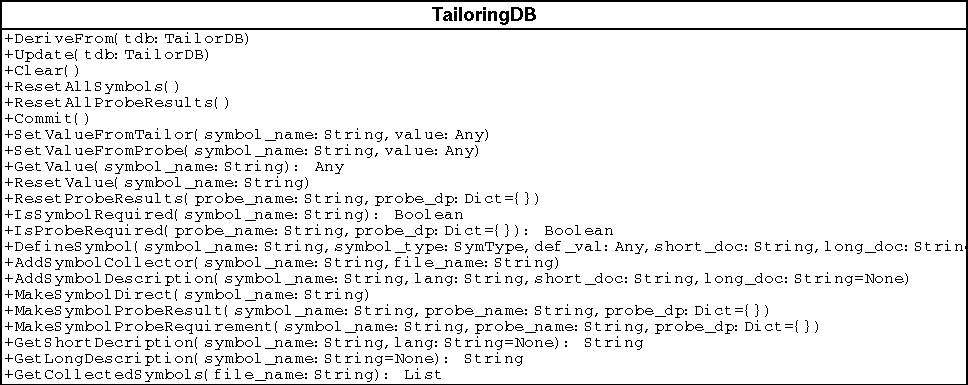 TailoringDB
+DeriveFrom(tdb:TailorDB)
+Update(tdb:TailorDB)
+Clear()
+ResetAllSymbols()
+ResetAllProbeResults()
+Commit()
+SetValueFromTailor(symbol_name:String,value:Any)
+SetValueFromProbe(symbol_name:String,value:Any)
+GetValue(symbol_name:String): Any
+ResetValue(symbol_name:String)
+ResetProbeResults(probe_name:String,probe_dp:Dict={})
+IsSymbolRequired(symbol_name:String): Boolean
+IsProbeRequired(probe_name:String,probe_dp:Dict={}): Boolean
+DefineSymbol(symbol_name:String,symbol_type:SymType,def_val:Any,short_doc:String,long_doc:Strin
+AddSymbolCollector(symbol_name:String,file_name:String)
+AddSymbolDescription(symbol_name:String,lang:String,short_doc:String,long_doc:String=None)
+MakeSymbolDirect(symbol_name:String)
+MakeSymbolProbeResult(symbol_name:String,probe_name:String,probe_dp:Dict={})
+MakeSymbolProbeRequirement(symbol_name:String,probe_name:String,probe_dp:Dict={})
+GetShortDecription(symbol_name:String,lang:String=None): String
+GetLongDescription(symbol_name:String=None): String
+GetCollectedSymbols(file_name:String): List